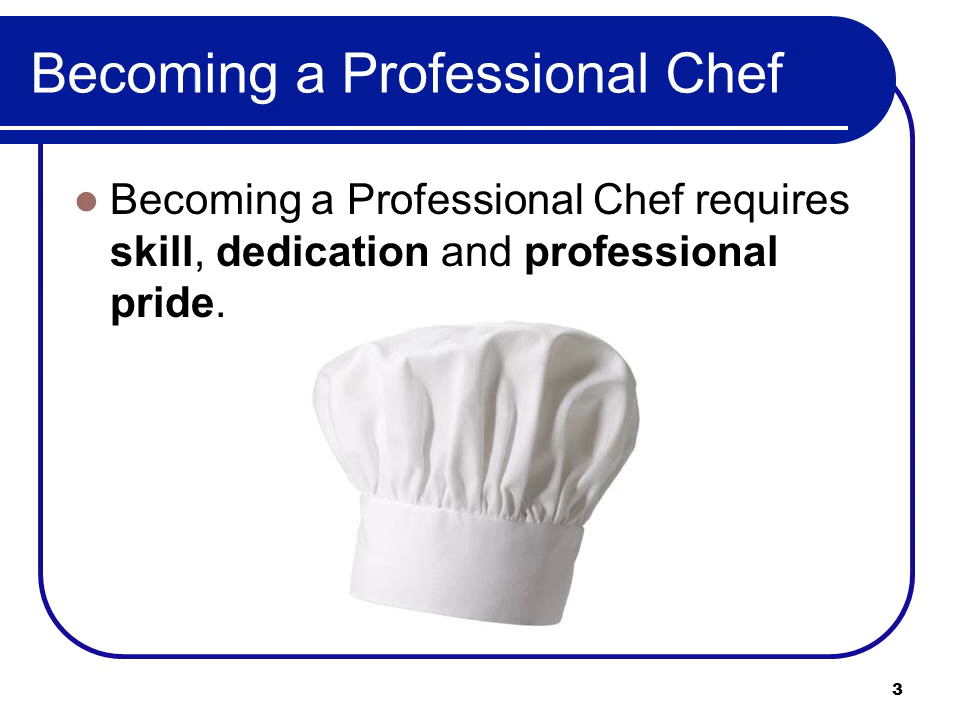 Becoming a Professional Chef
Becoming a Professional Chef requires
skill, dedication and professional
pride.
3